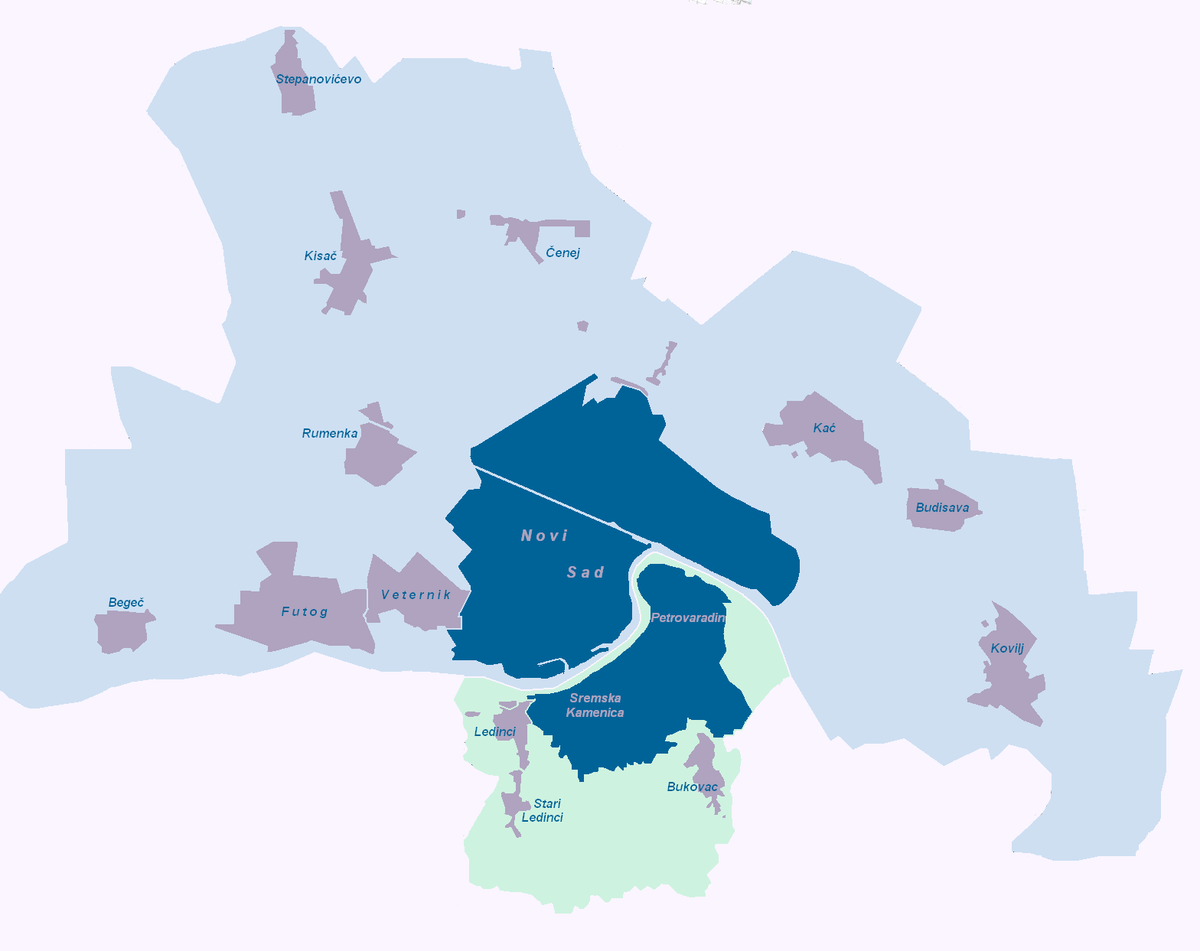 Stepanovićevo
Kisač
Čenej
Rumenka
Kać
Budisava
Novi
Sad
Begeč
Futog
Veternik
Petrovaradin
Kovilj
Sremska
Kamenica
Ledinci
Bukovac
Stari
Ledinci